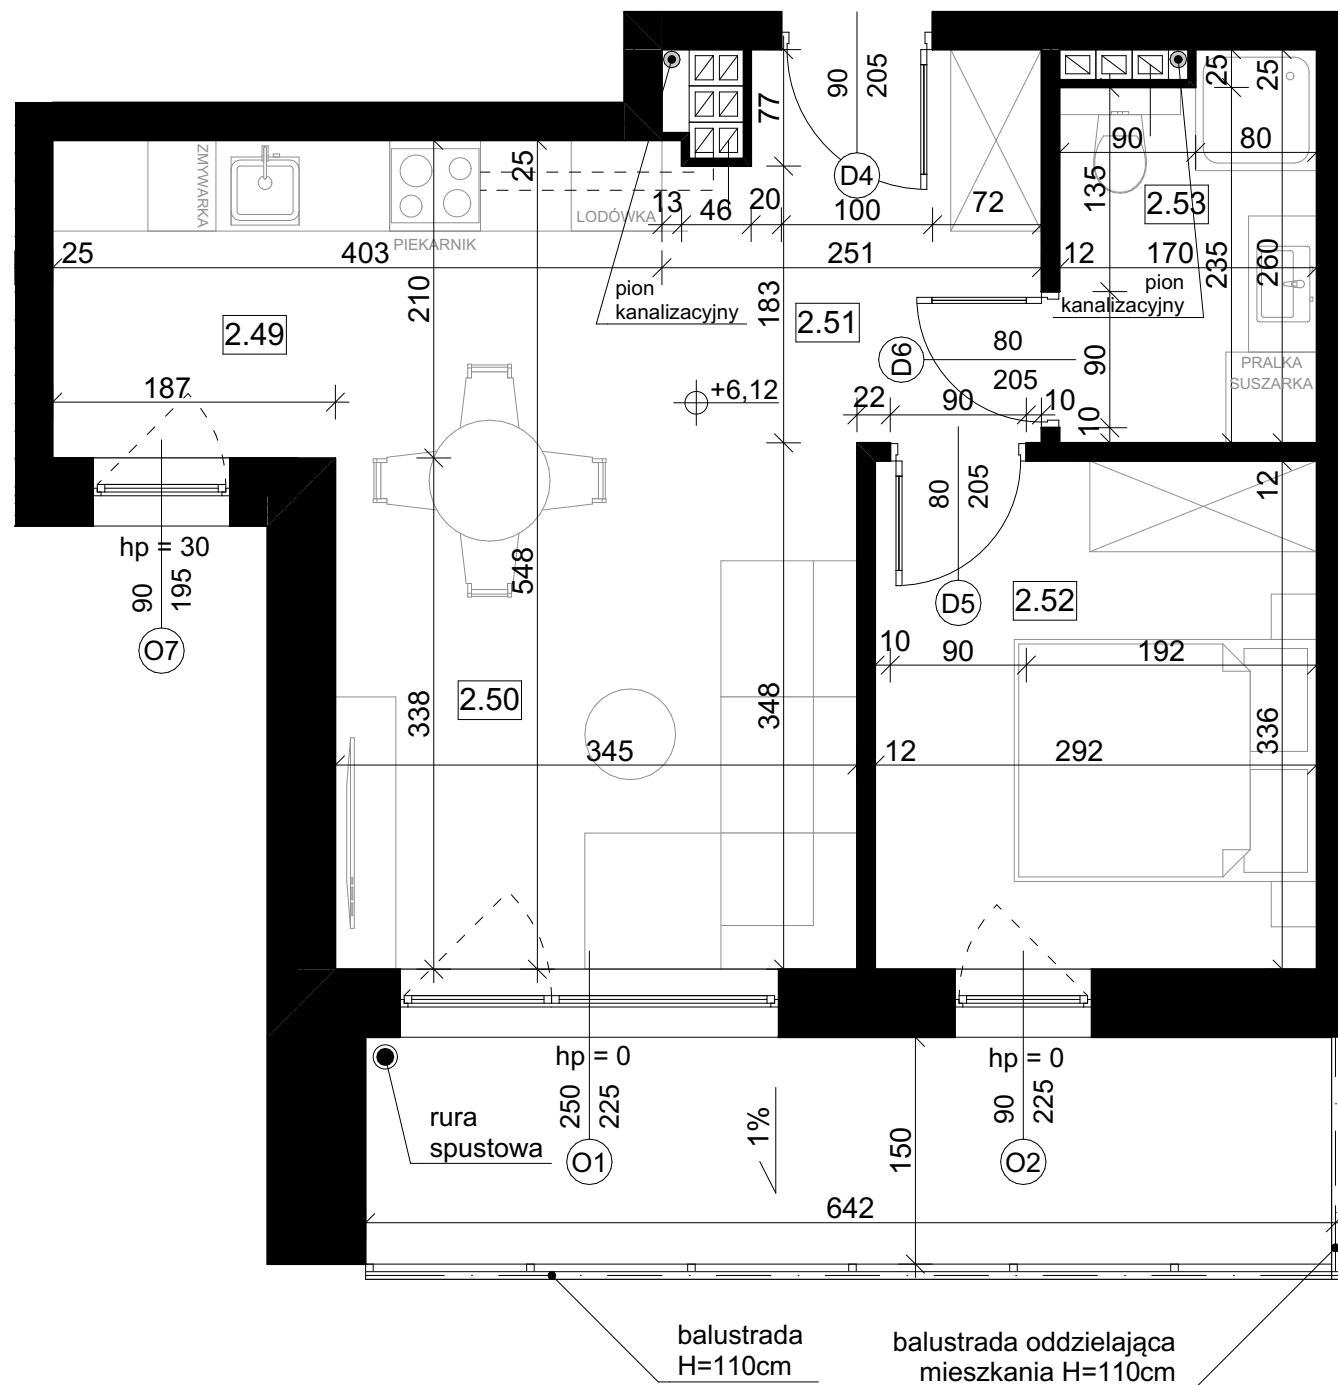 90
205
77
25
25
ZMYWARKA
25
LODÓWKA
PIEKARNIK
13
46
20
100
72
D4
90
80
135
2.53
25
403
251
12
170
235
260
210
183
pion
kanalizacyjny
pion
kanalizacyjny
2.49
2.51
D6
80
205
90
PRALKA
SUSZARKA
187
+6,12
22
90
10
10
hp = 30
90
195
O7
548
80
205
12
D5
2.52
10
90
192
2.50
338
348
336
345
12
292
hp = 0
250
225
O1
hp = 0
90
225
O2
rura
spustowa
1%
150
642
balustrada
H=110cm
balustrada oddzielająca
mieszkania H=110cm